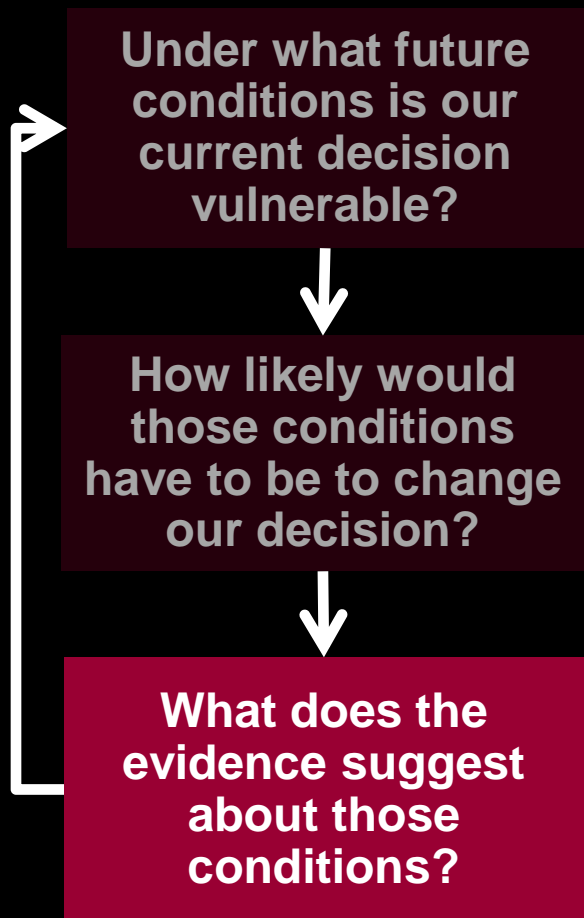 Under what future
conditions is our
current decision
vulnerable?
How likely would
those conditions
have to be to change
our decision?
What does the
evidence suggest
about those
conditions?